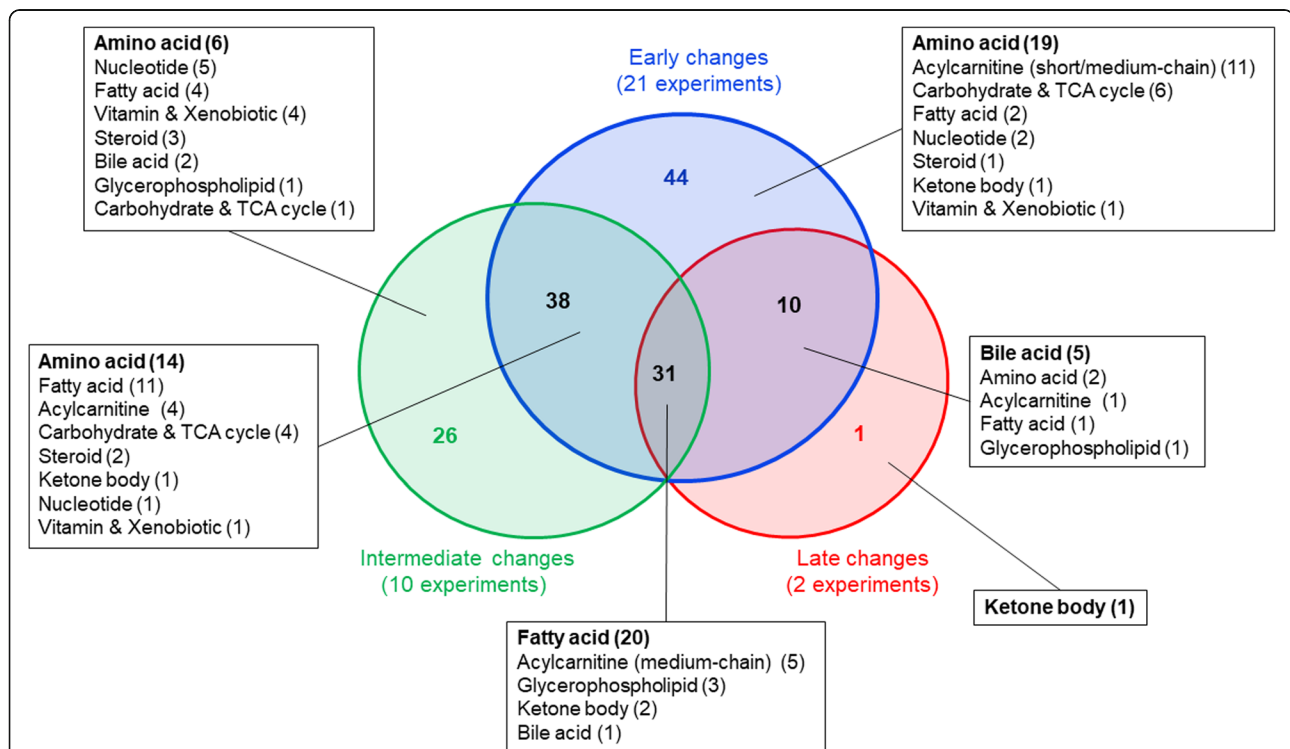 Amino acid (6)
Nucleotide (5)
Fatty acid (4)
Vitamin & Xenobiotic (4)
Steroid (3)
Bile acid (2)
Glycerophospholipid (1)
Carbohydrate & TCA cycle (1)
Early changes
(21 experiments)
Amino acid (19)
Acylcarnitine (short/medium-chain) (11)
Carbohydrate & TCA cycle (6)
Fatty acid (2)
Nucleotide (2)
Steroid (1)
Ketone body (1)
Vitamin & Xenobiotic (1)
44
38
10
31
26
1
Amino acid (14)
Fatty acid (11)
Acylcarnitine (4)
Carbohydrate & TCA cycle (4)
Steroid (2)
Ketone body (1)
Nucleotide (1)
Vitamin & Xenobiotic (1)
Bile acid (5)
Amino acid (2)
Acylcarnitine (1)
Fatty acid (1)
Glycerophospholipid (1)
Intermediate changes
(10 experiments)
Late changes
(2 experiments)
Ketone body (1)
Fatty acid (20)
Acylcarnitine (medium-chain) (5)
Glycerophospholipid (3)
Ketone body (2)
Bile acid (1)